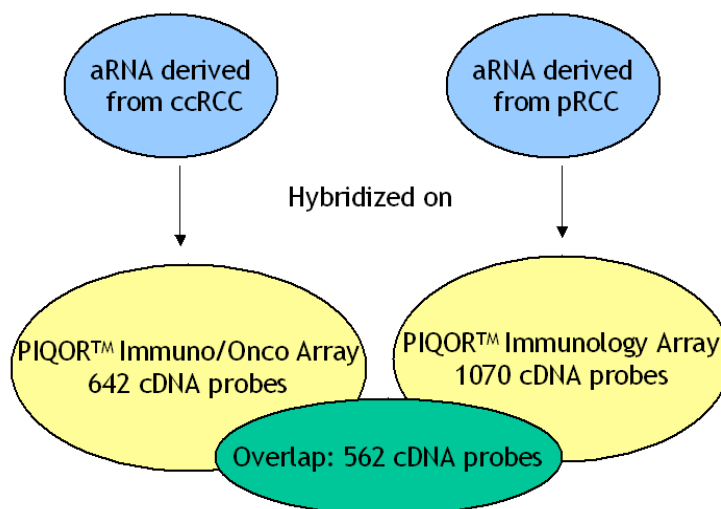 aRNA derived
from ccRCC
aRNA derived
from pRCC
Hybridized on
PIQOR™ Immuno/Onco Array
642 cDNA probes
PIQOR™ Immunology Array
1070 cDNA probes
Overlap: 562 cDNA probes